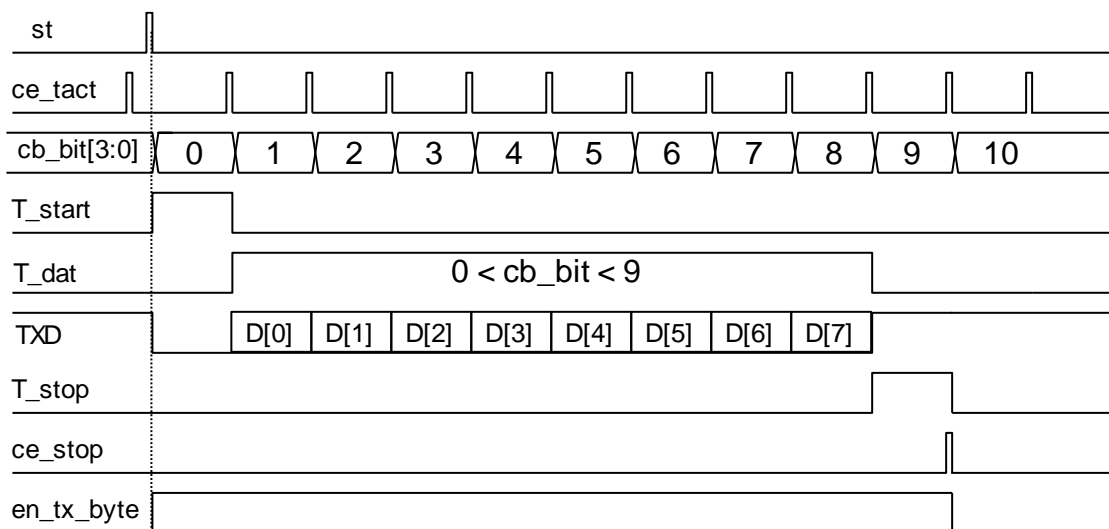 st
ce_tact
cb_bit[3:0] 0 1 2 3 4 5 6 7 8 9 10
T_start
T_dat 0 < cb_bit < 9
TXD D[0] D[1] D[2] D[3] D[4] D[5] D[6] D[7]
T_stop
ce_stop
en_tx_byte